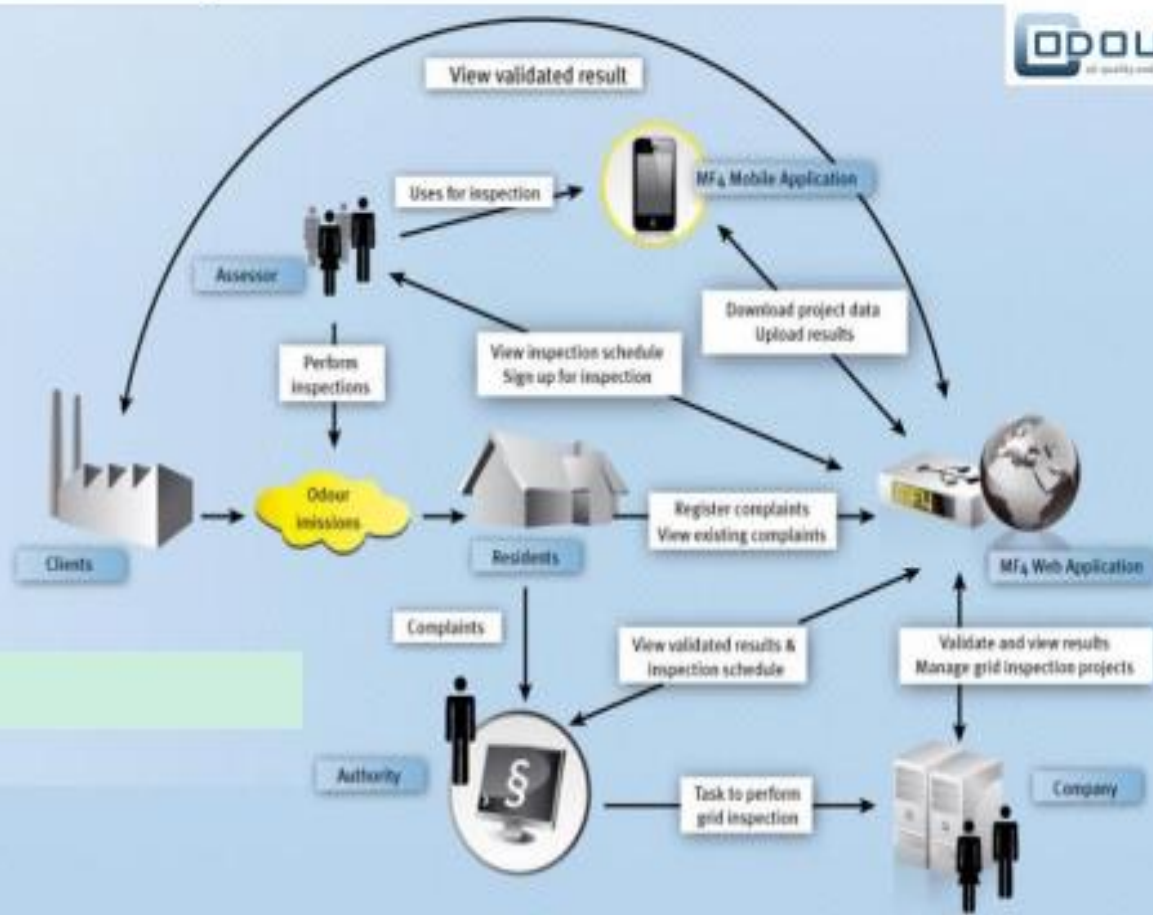 ODOU
View validated result
MF4 Mobile Application
Uses for inspection
Assessor
Download project data
Upload results
View inspection schedule
Sign up for inspection
Perform
inspections
Odour
imissions
Register complaints
View existing complaints
Clients
Residents
MF4 Web Application
Complaints
View validated results &
inspection schedule
Validate and view results
Manage grid inspection projects
Authority
§
Task to perform
grid inspection
Company